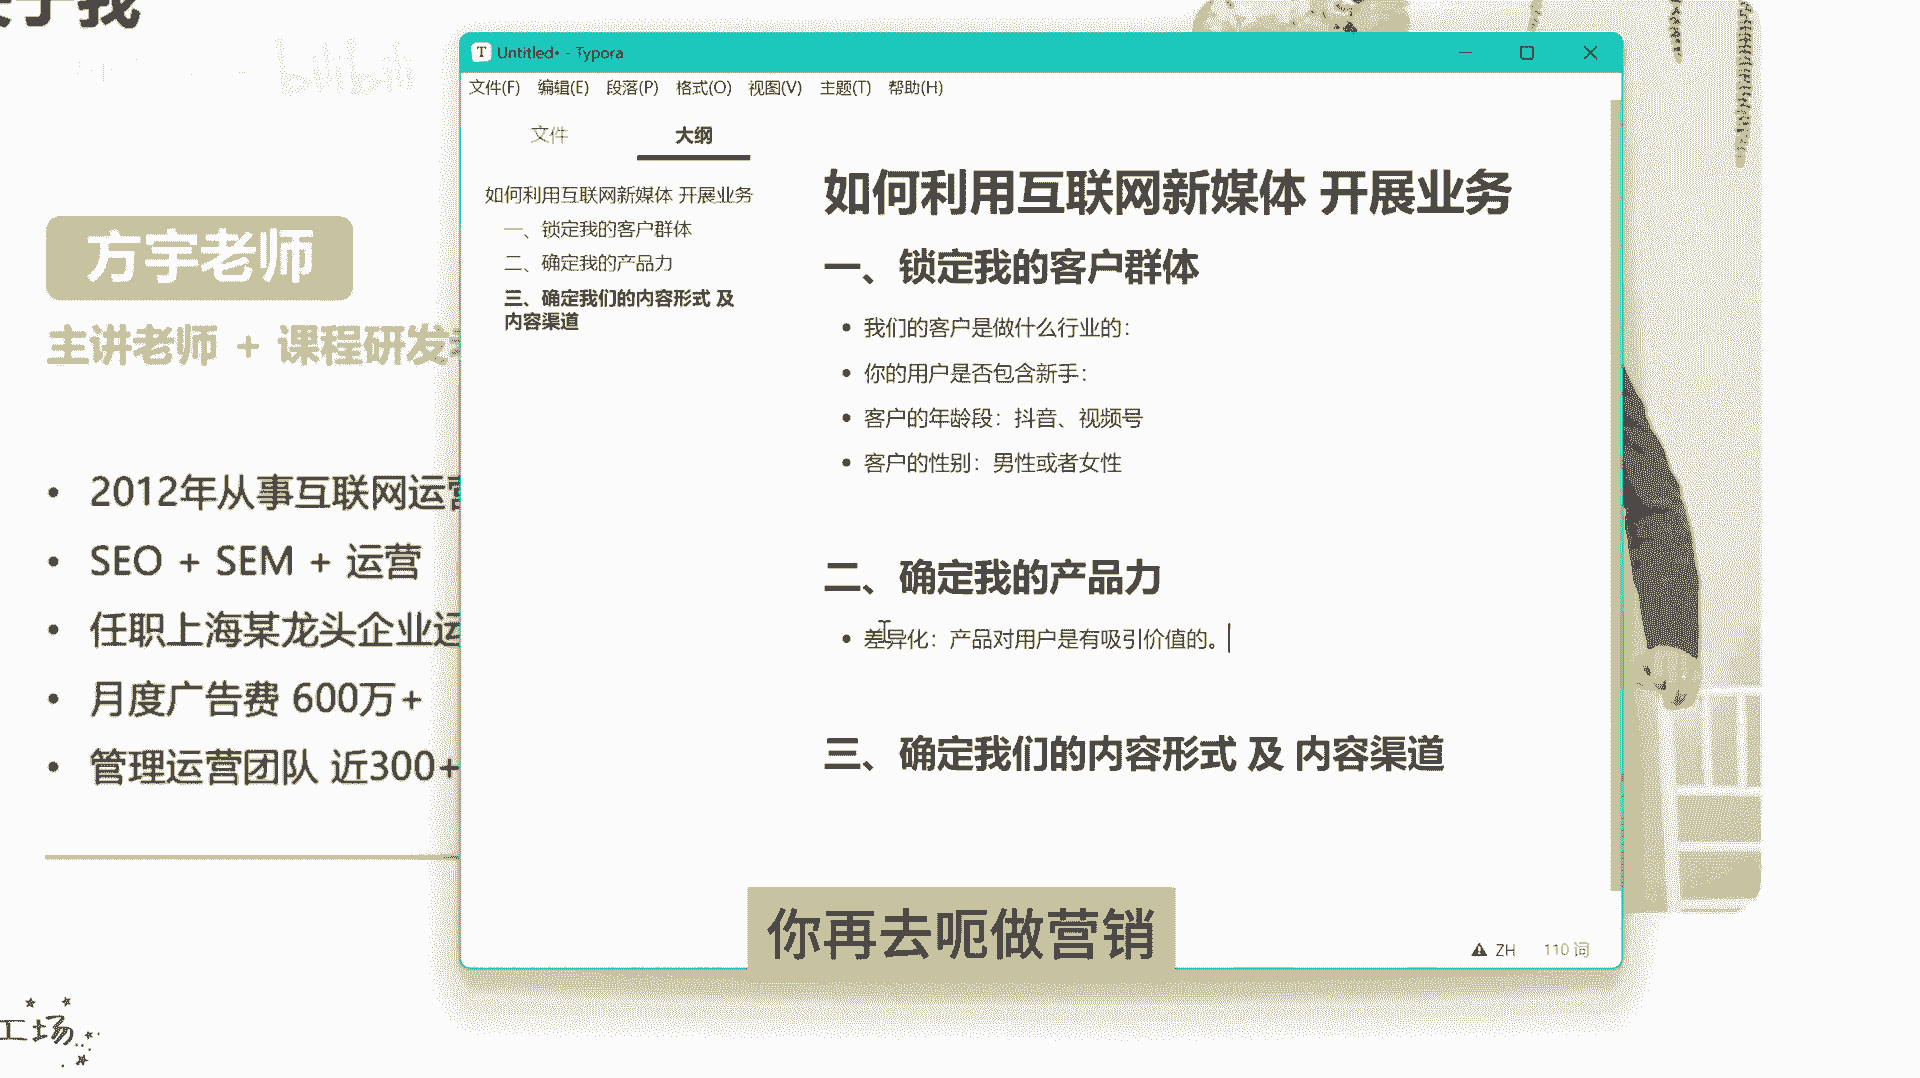 于我
bilibili
方宇老师
主讲老师 + 课程研发
2012年从事互联网运营
SEO + SEM + 运营
任职上海某龙头企业运
月度广告费 600万+
管理运营团队 近300+
工场
Untitled• - Typora
文件(F) 编辑(E) 段落(P) 格式(O) 视图(V) 主题(T) 帮助(H)
文件 大纲
如何利用互联网新媒体 开展业务
一、锁定我的客户群体
二、确定我的产品力
三、确定我们的内容形式 及
内容渠道
如何利用互联网新媒体 开展业务
一、锁定我的客户群体
我们的客户是做什么行业的：
你的用户是否包含新手：
客户的年龄段：抖音、视频号
客户的性别：男性或者女性
二、确定我的产品力
差异化：产品对用户是有吸引价值的。
三、确定我们的内容形式 及 内容渠道
你再去呃做营销
ZH 110 词